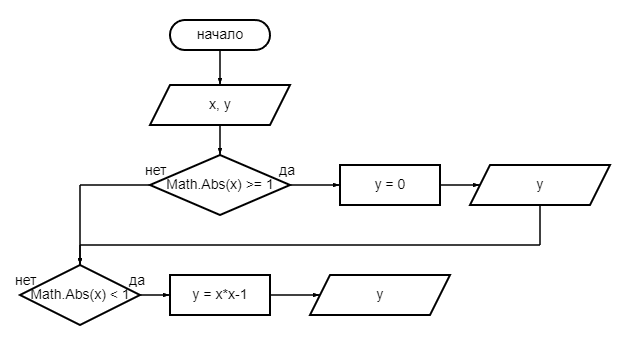 начало
x, y
нет
да
Math.Abs(x) >= 1
y = 0
y
нет
да
Math.Abs(x) < 1
y = x*x-1
y